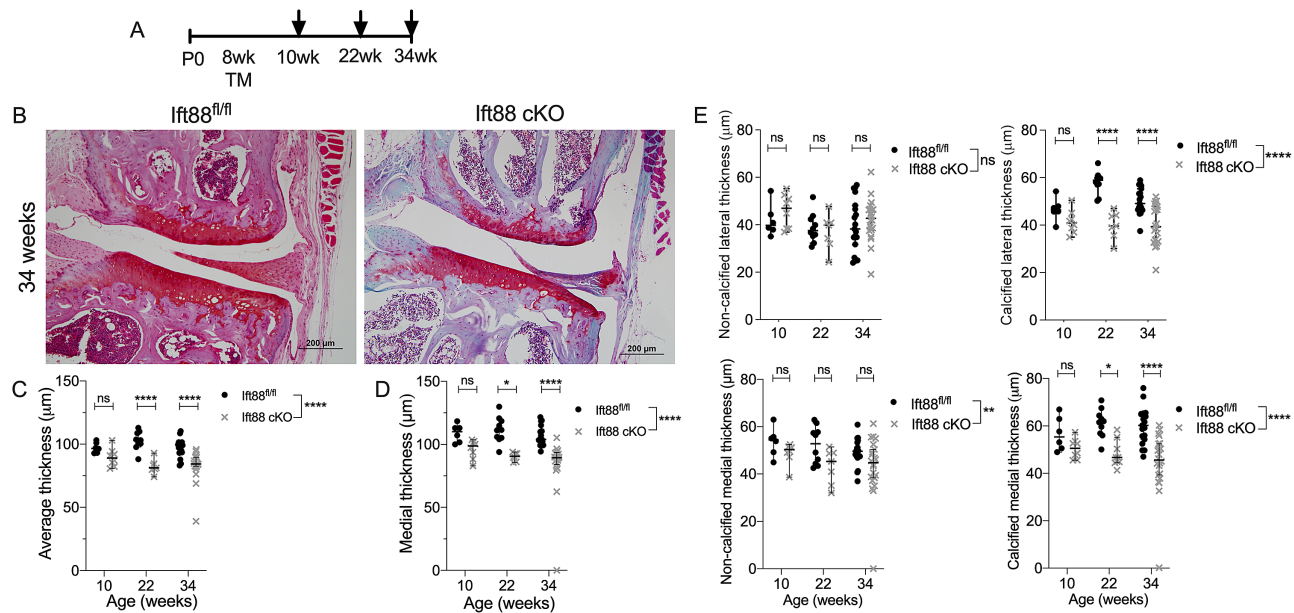 A
P0
8wk
TM
10wk
22wk
34wk
B
Ift88fl/fl
Ift88 cKO
34 weeks
200 µm
200 µm
C
Average thickness (µm)
150
100
50
0
ns
****
****
Ift88fl/fl
Ift88 cKO
****
10
22
34
Age (weeks)
D
Medial thickness (µm)
150
100
50
0
ns
*
****
Ift88fl/fl
Ift88 cKO
****
10
22
34
Age (weeks)
E
Non-calcified lateral thickness (µm)
80
60
40
20
0
ns
ns
ns
Ift88fl/fl
Ift88 cKO
ns
10
22
34
Calcified lateral thickness (µm)
80
60
40
20
0
ns
****
****
Ift88fl/fl
Ift88 cKO
****
10
22
34
Non-calcified medial thickness (µm)
80
60
40
20
0
ns
ns
ns
Ift88fl/fl
Ift88 cKO
**
10
22
34
Age (weeks)
Calcified medial thickness (µm)
80
60
40
20
0
ns
*
****
Ift88fl/fl
Ift88 cKO
****
10
22
34
Age (weeks)